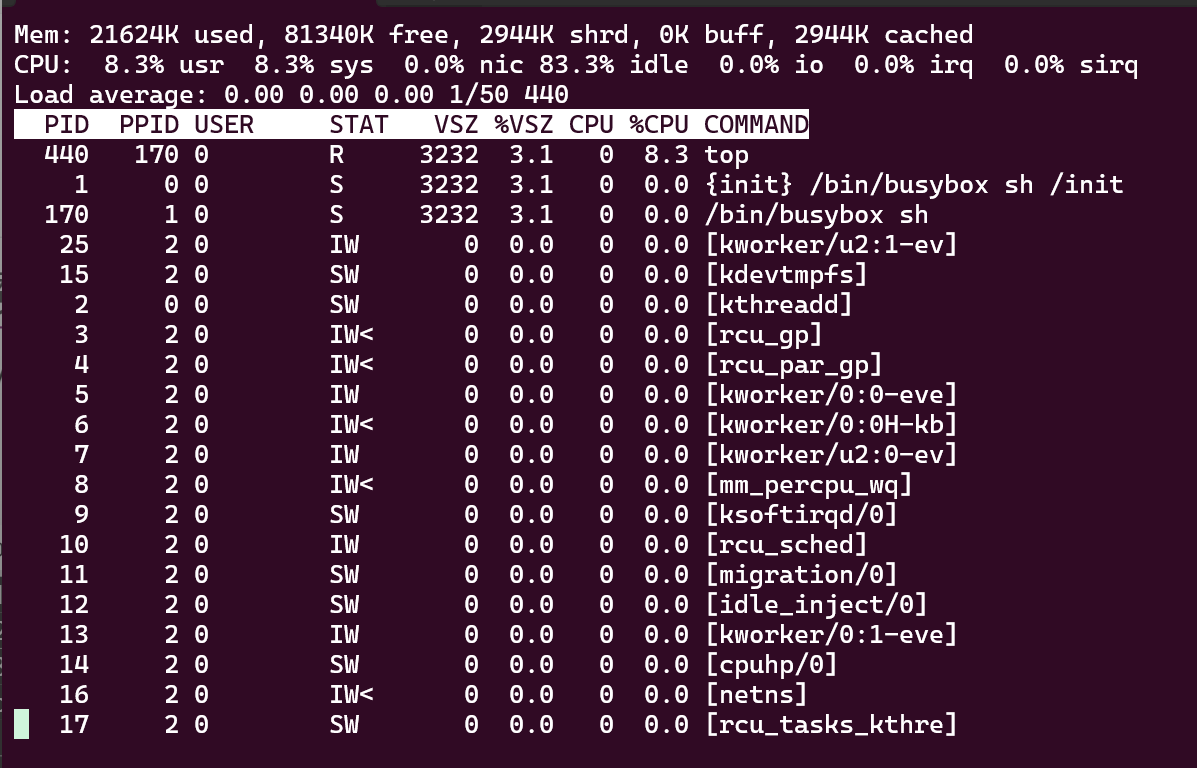 Mem: 21624K used, 81340K free, 2944K shrd, 0K buff, 2944K cached
CPU:  8.3% usr  8.3% sys  0.0% nic 83.3% idle  0.0% io  0.0% irq  0.0% sirq
Load average: 0.00 0.00 0.00 1/50 440
  PID  PPID USER     STAT   VSZ %VSZ CPU %CPU COMMAND
  440   170 0        R     3232  3.1   0  8.3 top
    1     0 0        S     3232  3.1   0  0.0 {init} /bin/busybox sh /init
  170     1 0        S     3232  3.1   0  0.0 /bin/busybox sh
   25     2 0        IW       0  0.0   0  0.0 [kworker/u2:1-ev]
   15     2 0        SW       0  0.0   0  0.0 [kdevtmpfs]
    2     0 0        SW       0  0.0   0  0.0 [kthreadd]
    3     2 0        IW<      0  0.0   0  0.0 [rcu_gp]
    4     2 0        IW<      0  0.0   0  0.0 [rcu_par_gp]
    5     2 0        IW       0  0.0   0  0.0 [kworker/0:0-eve]
    6     2 0        IW<      0  0.0   0  0.0 [kworker/0:0H-kb]
    7     2 0        IW       0  0.0   0  0.0 [kworker/u2:0-ev]
    8     2 0        IW<      0  0.0   0  0.0 [mm_percpu_wq]
    9     2 0        SW       0  0.0   0  0.0 [ksoftirqd/0]
   10     2 0        IW       0  0.0   0  0.0 [rcu_sched]
   11     2 0        SW       0  0.0   0  0.0 [migration/0]
   12     2 0        SW       0  0.0   0  0.0 [idle_inject/0]
   13     2 0        IW       0  0.0   0  0.0 [kworker/0:1-eve]
   14     2 0        SW       0  0.0   0  0.0 [cpuhp/0]
   16     2 0        IW<      0  0.0   0  0.0 [netns]
   17     2 0        SW       0  0.0   0  0.0 [rcu_tasks_kthre]